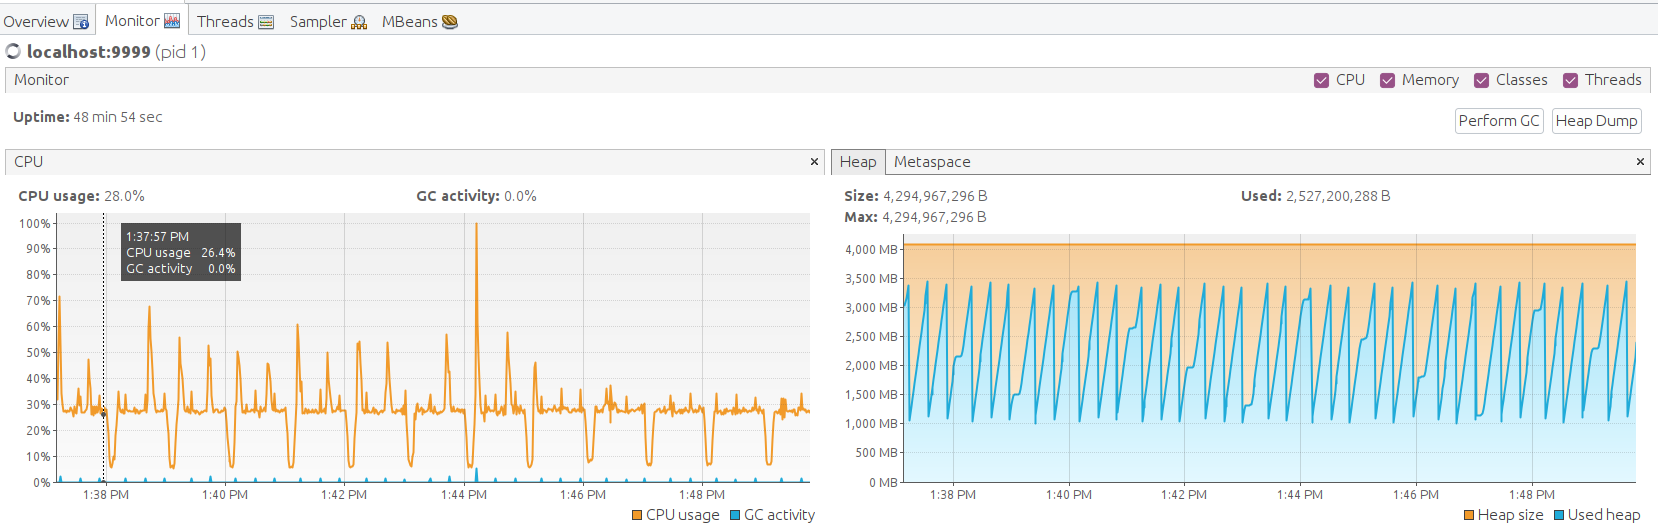 Overview Monitor Threads Sampler MBeans
localhost:9999 (pid 1)
Monitor CPU Memory Classes Threads
Uptime: 48 min 54 sec
Perform GC Heap Dump
CPU ×
CPU usage: 28.0% GC activity: 0.0%
100%
90%
80%
70%
60%
50%
40%
30%
20%
10%
0%
1:37:57 PM
CPU usage 26.4%
GC activity 0.0%
1:38 PM 1:40 PM 1:42 PM 1:44 PM 1:46 PM 1:48 PM
CPU usage GC activity
Heap Metaspace ×
Size: 4,294,967,296 B Used: 2,527,200,288 B
Max: 4,294,967,296 B
4,000 MB
3,500 MB
3,000 MB
2,500 MB
2,000 MB
1,500 MB
1,000 MB
500 MB
0 MB
1:38 PM 1:40 PM 1:42 PM 1:44 PM 1:46 PM 1:48 PM
Heap size Used heap